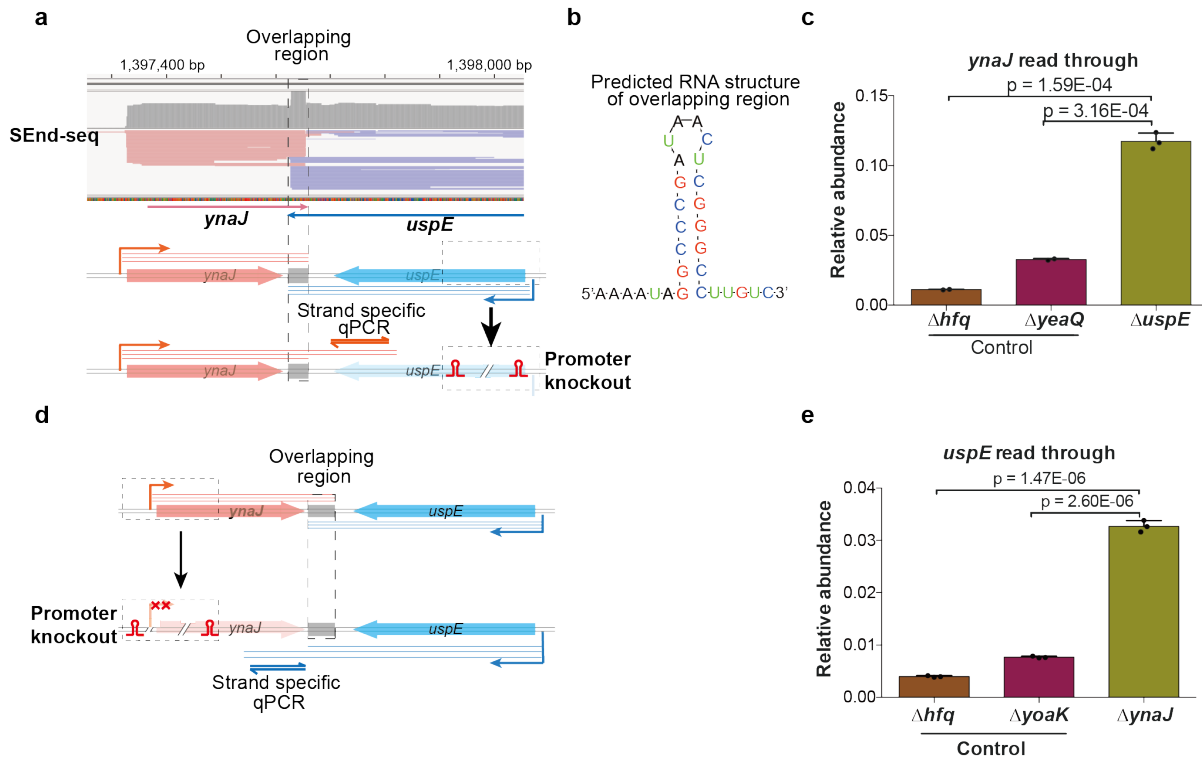 a
Overlapping
region
1,397,400 bp
1,398,000 bp
SEnd-seq
ynaJ
uspE
ynaJ
uspE
Strand specific
qPCR
ynaJ
uspE
Promoter
knockout
b
Predicted RNA structure
of overlapping region
A-A
U C
A U
G-C
C-G
C-G
C-G
G-C
5'A-A-A-A-U-A-G C-U-U-G-U-C3'
c
ynaJ read through
p = 1.59E-04
p = 3.16E-04
Relative abundance
0.15
0.10
0.05
0.00
Δhfq
ΔyeaQ
ΔuspE
Control
d
Overlapping
region
ynaJ
uspE
Promoter
knockout
ynaJ
uspE
Strand specific
qPCR
e
uspE read through
p = 1.47E-06
p = 2.60E-06
Relative abundance
0.04
0.03
0.02
0.01
0.00
Δhfq
ΔyoaK
ΔynaJ
Control